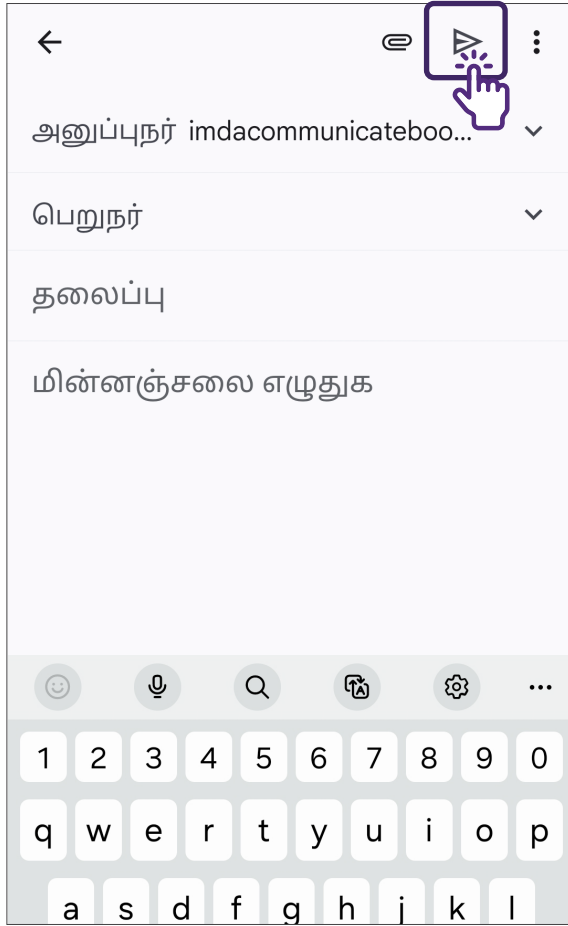 அனுப்புநர் imdacommunicateboo...
பெறுநர்
தலைப்பு
மின்னஞ்சலை எழுதுக
1 2 3 4 5 6 7 8 9 0
q w e r t y u i o p
a s d f g h j k l